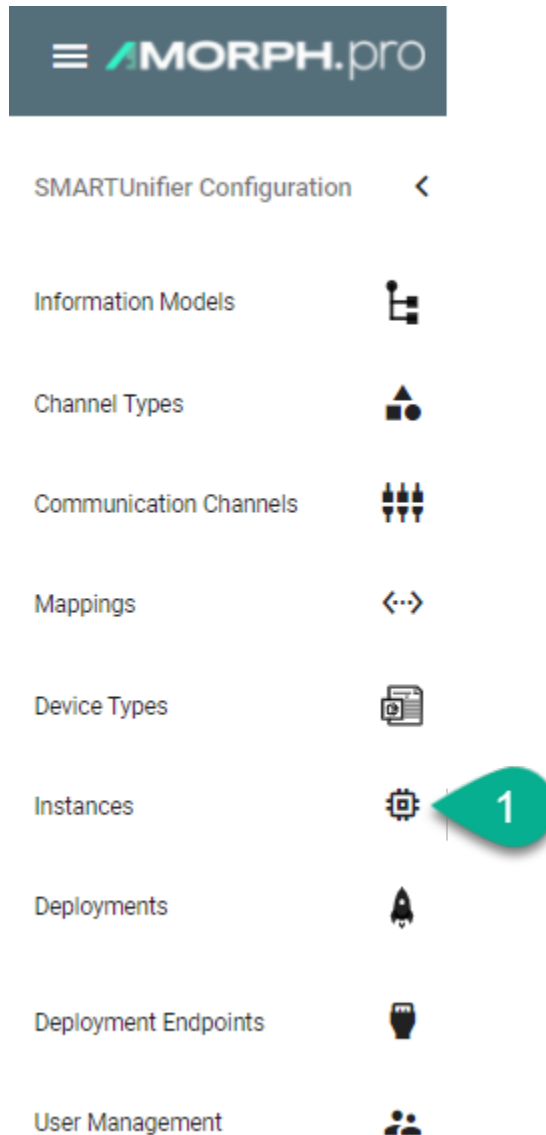 AMORPH.pro
SMARTUnifier Configuration
Information Models
Channel Types
Communication Channels
Mappings
Device Types
Instances
1
Deployments
Deployment Endpoints
User Management